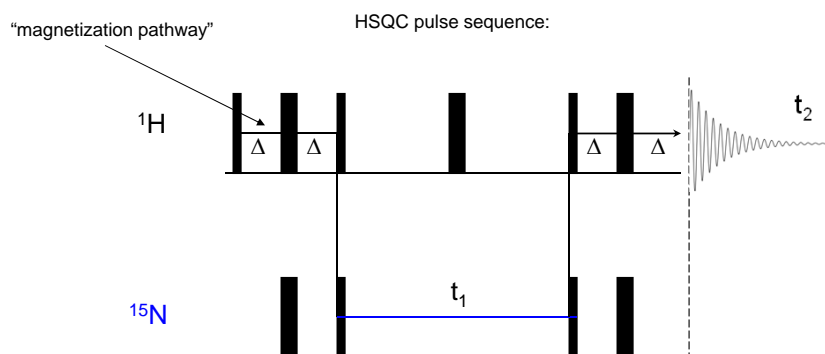 HSQC pulse sequence:
“magnetization pathway”
¹H
Δ Δ Δ Δ
t₂
¹⁵N
t₁